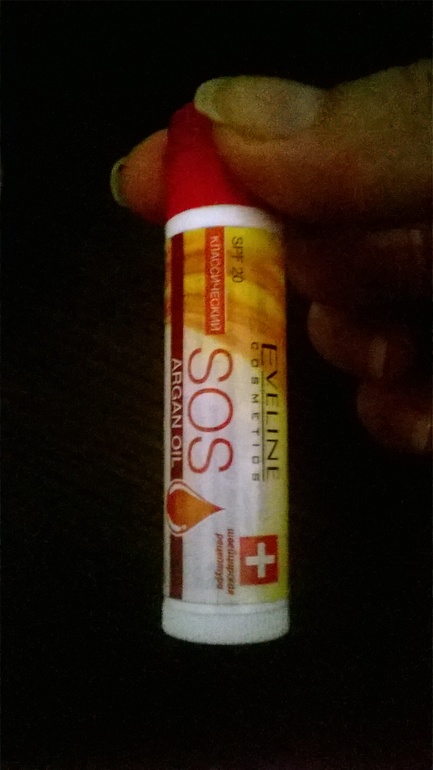 EVELINE
COSMETICS
SPF 20
КЛАССИЧЕСКИЙ
SOS
ARGAN OIL
швейцарская
рецептура